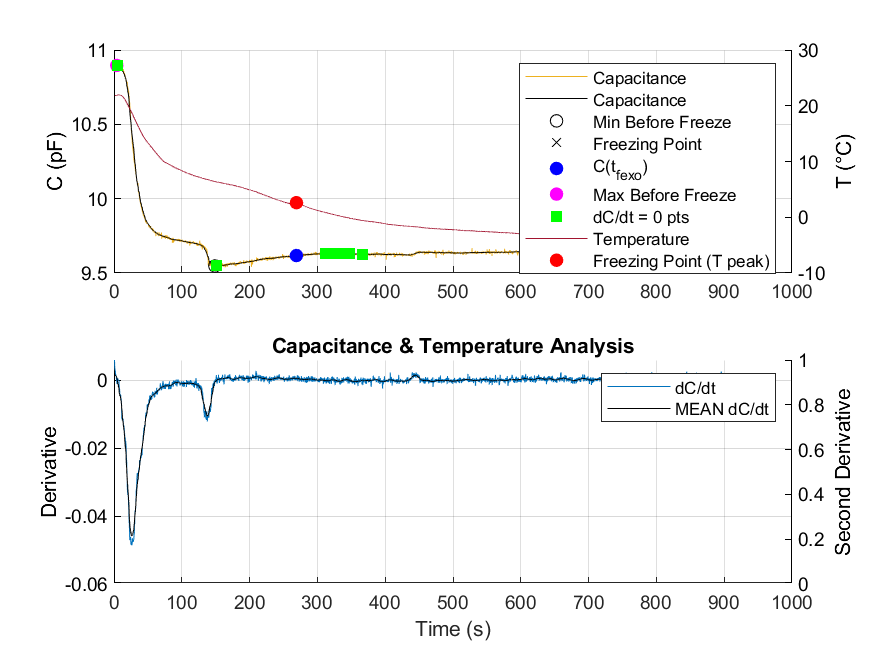 11
10.5
10
9.5
C (pF)
30
20
10
0
-10
T (°C)
0
100
200
300
400
500
600
700
800
900
1000
Capacitance
Capacitance
Min Before Freeze
Freezing Point
C(t_fexo)
Max Before Freeze
dC/dt = 0 pts
Temperature
Freezing Point (T peak)
Capacitance & Temperature Analysis
0
-0.02
-0.04
-0.06
Derivative
1
0.8
0.6
0.4
0.2
0
Second Derivative
dC/dt
MEAN dC/dt
0
100
200
300
400
500
600
700
800
900
1000
Time (s)